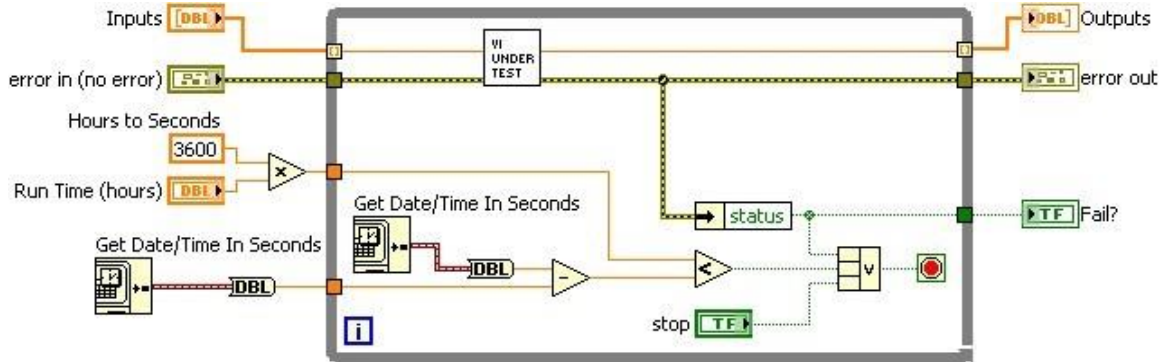 Inputs
DBL
VI
UNDER
TEST
DBL
Outputs
error in (no error)
error out
Hours to Seconds
3600
Run Time (hours)
DBL
Get Date/Time In Seconds
status
TF
Fail?
Get Date/Time In Seconds
DBL
DBL
i
stop
TF